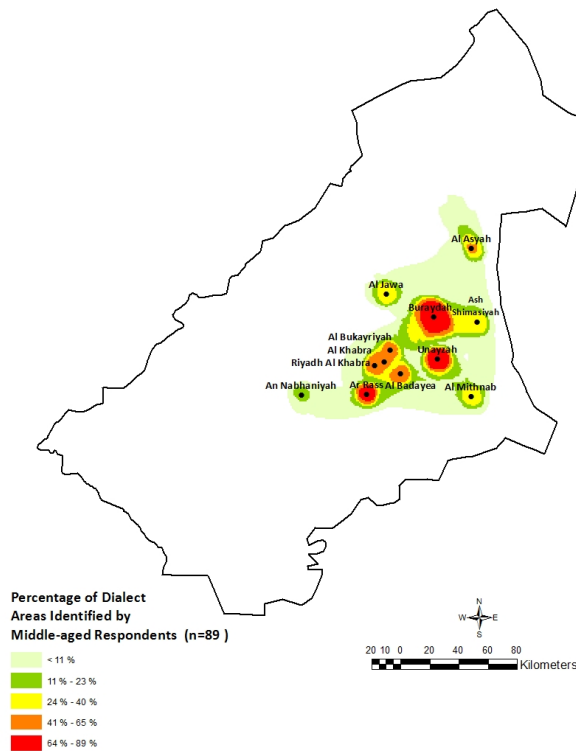 Al Asyah
Al Jawa
Ash
Buraydah
Shimasiyah
Al Bukayriyah
Al Khabra
Unayzah
Riyadh Al Khabra
An Nabhaniyah
Ar Rass
Al Badayea
Al Mithnab
Percentage of Dialect
Areas Identified by
Middle-aged Respondents (n=89 )
< 11 %
11 % - 23 %
24 % - 40 %
41 % - 65 %
64 % - 89 %
N
W
E
S
20 10 0 20 40 60 80
Kilometers